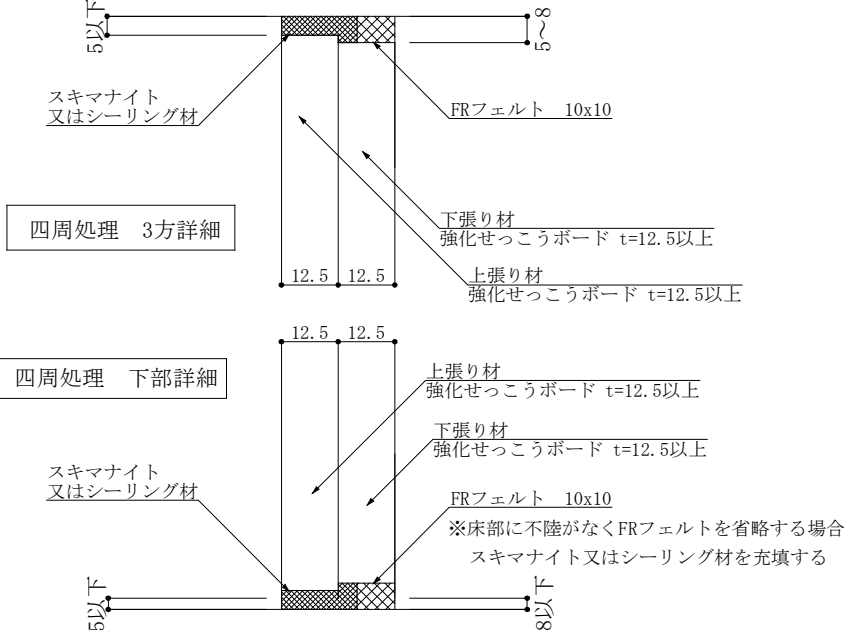 5以下
5～8
スキマナイト
又はシーリング材
FRフェルト　10x10
四周処理　3方詳細
下張り材
強化せっこうボード t=12.5以上
12.5 12.5
上張り材
強化せっこうボード t=12.5以上
12.5 12.5
四周処理　下部詳細
上張り材
強化せっこうボード t=12.5以上
下張り材
強化せっこうボード t=12.5以上
スキマナイト
又はシーリング材
FRフェルト　10x10
※床部に不陸がなくFRフェルトを省略する場合
スキマナイト又はシーリング材を充填する
5以下
8以下